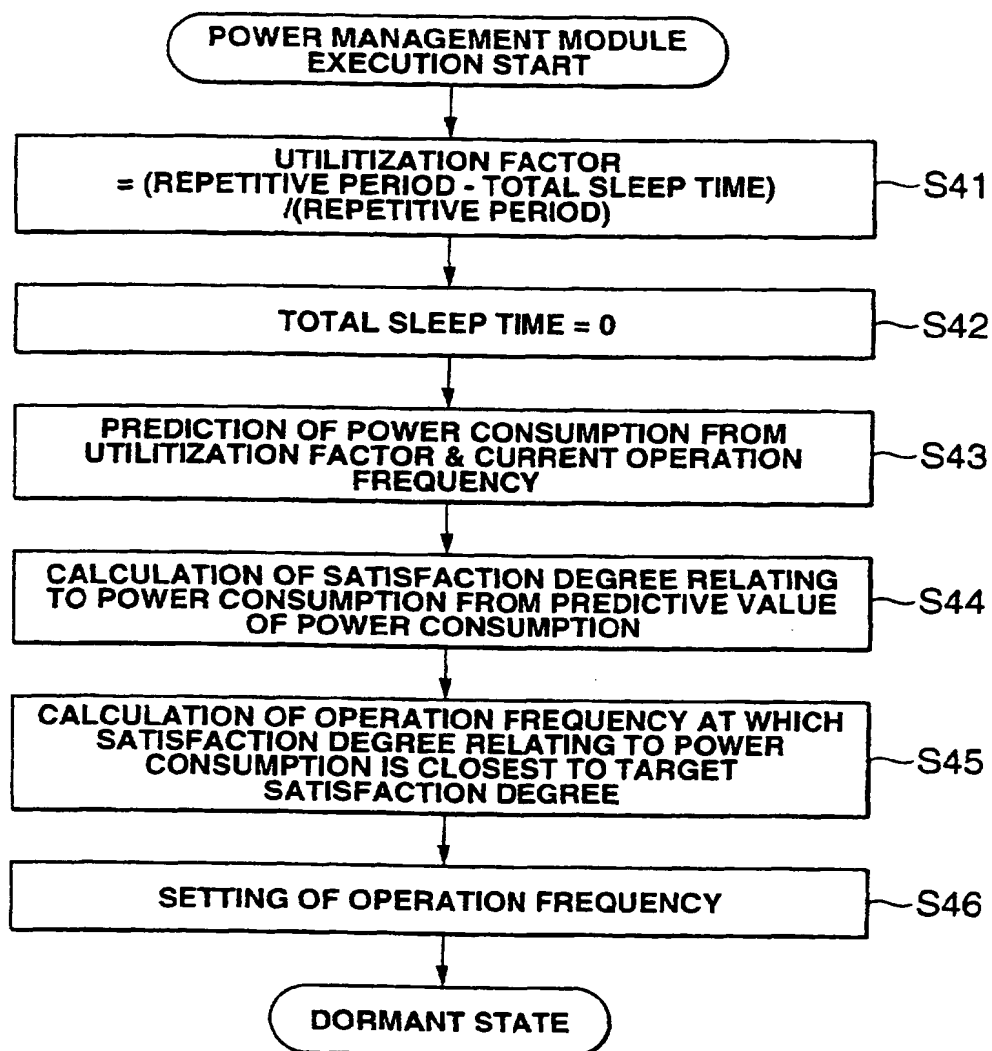 POWER MANAGEMENT MODULE
EXECUTION START
UTILITIZATION FACTOR
= (REPETITIVE PERIOD - TOTAL SLEEP TIME)
/(REPETITIVE PERIOD)
S41
TOTAL SLEEP TIME = 0
S42
PREDICTION OF POWER CONSUMPTION FROM
UTILITIZATION FACTOR & CURRENT OPERATION
FREQUENCY
S43
CALCULATION OF SATISFACTION DEGREE RELATING
TO POWER CONSUMPTION FROM PREDICTIVE VALUE
OF POWER CONSUMPTION
S44
CALCULATION OF OPERATION FREQUENCY AT WHICH
SATISFACTION DEGREE RELATING TO POWER
CONSUMPTION IS CLOSEST TO TARGET
SATISFACTION DEGREE
S45
SETTING OF OPERATION FREQUENCY
S46
DORMANT STATE